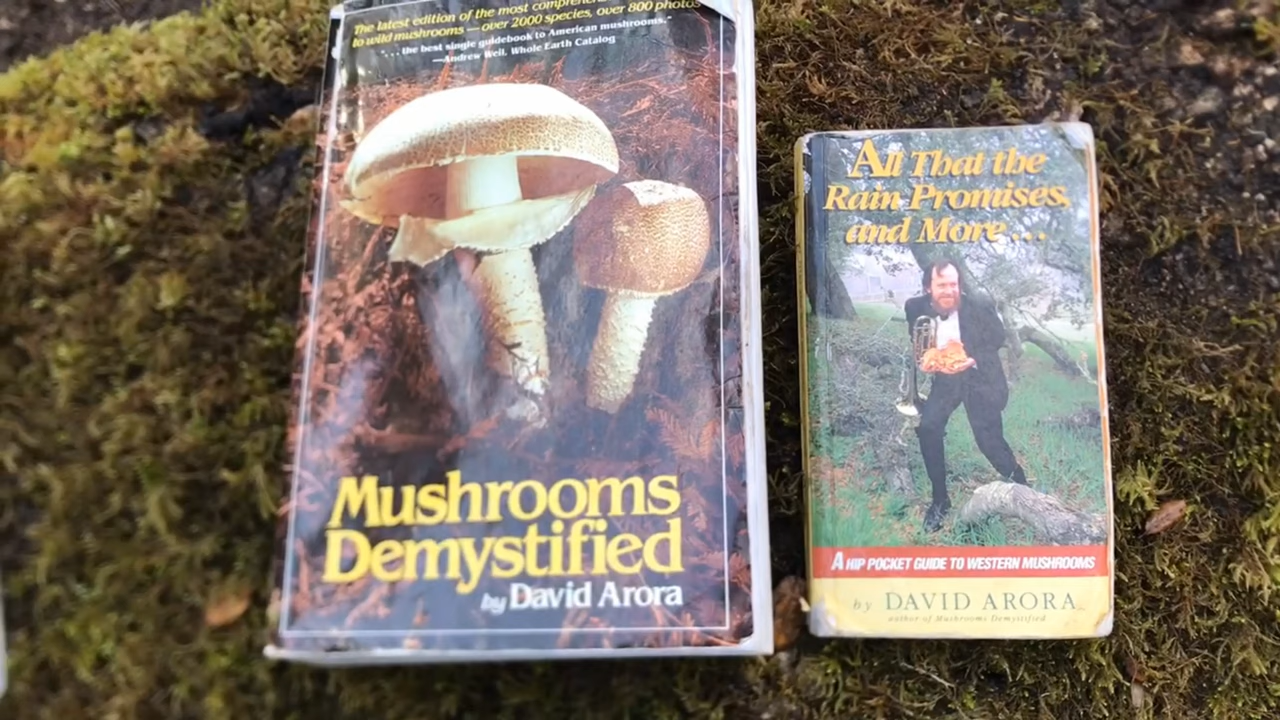 The latest edition of the most
to wild mushrooms — over 2000 species, over 800 photos
"... the best single guidebook to American mushrooms."
—Andrew Weil, Whole Earth Catalog
Mushrooms
Demystified
by David Arora
All That the
Rain Promises,
and More...
A HIP POCKET GUIDE TO WESTERN MUSHROOMS
by DAVID ARORA
author of Mushrooms Demystified